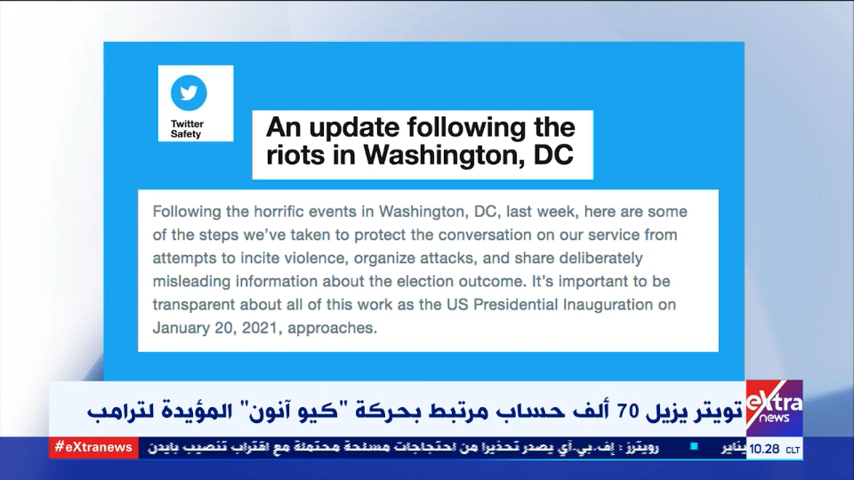 Twitter
Safety
An update following the
riots in Washington, DC
Following the horrific events in Washington, DC, last week, here are some
of the steps we've taken to protect the conversation on our service from
attempts to incite violence, organize attacks, and share deliberately
misleading information about the election outcome. It's important to be
transparent about all of this work as the US Presidential Inauguration on
January 20, 2021, approaches.
تويتر يزيل 70 ألف حساب مرتبط بحركة "كيو آنون" المؤيدة لترامب
eXtra
news
#eXtranews
يناير ■ رويترز : إف.بي.آي يصدر تحذيرا من احتجاجات مسلحة محتملة مع اقتراب تنصيب بايدن
10.28 CLT